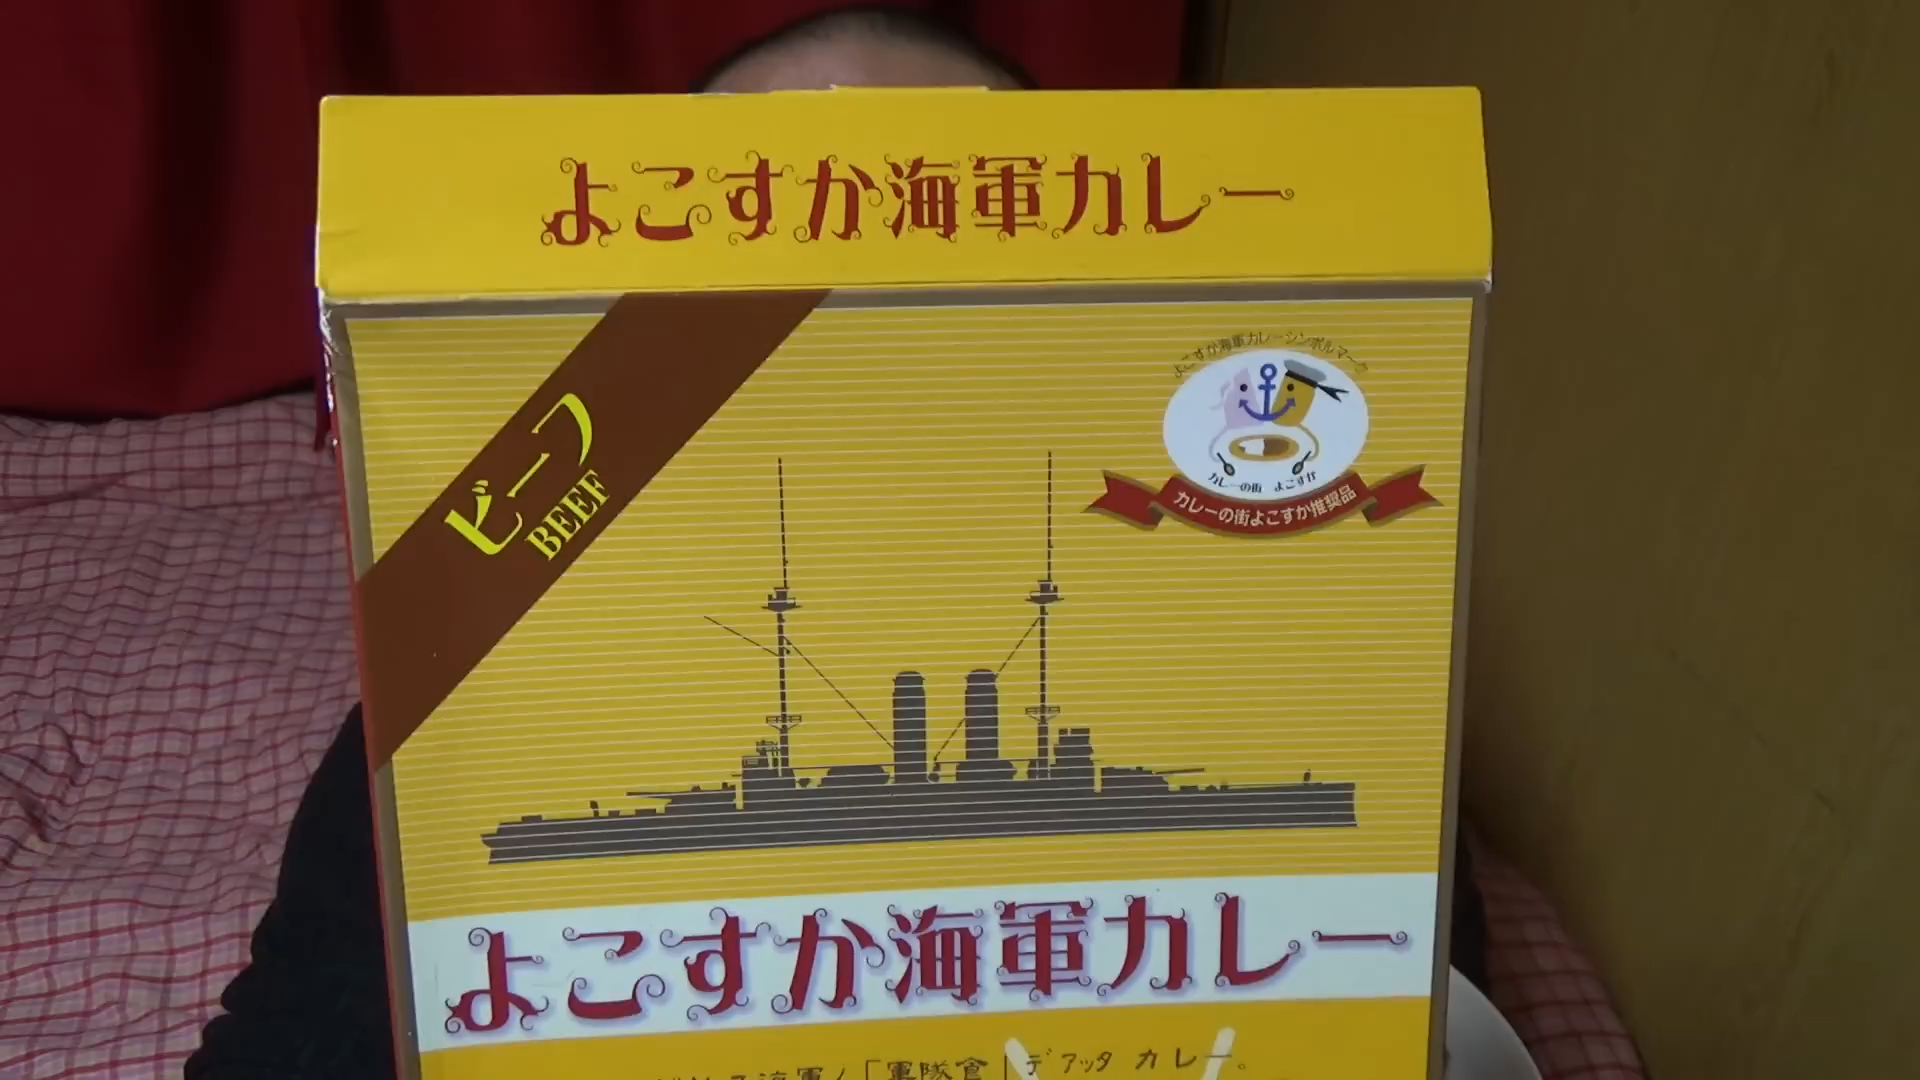 よこすか海軍カレー
ビーフ
BEEF
よこすか海軍カレーシンボルマーク
カレーの街 よこすか
カレーの街よこすか推奨品
よこすか海軍カレー
海軍ノ「軍隊食」デアッタ カレー。